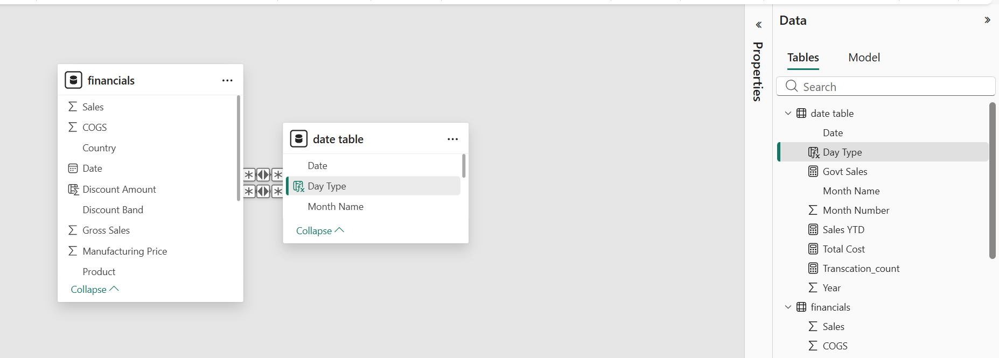 financials
Sales
COGS
Country
Date
Discount Amount
Discount Band
Gross Sales
Manufacturing Price
Product
Collapse
date table
Date
Day Type
Month Name
Collapse
Properties
Data
Tables Model
Search
date table
Date
Day Type
Govt Sales
Month Name
Month Number
Sales YTD
Total Cost
Transcation_count
Year
financials
Sales
COGS